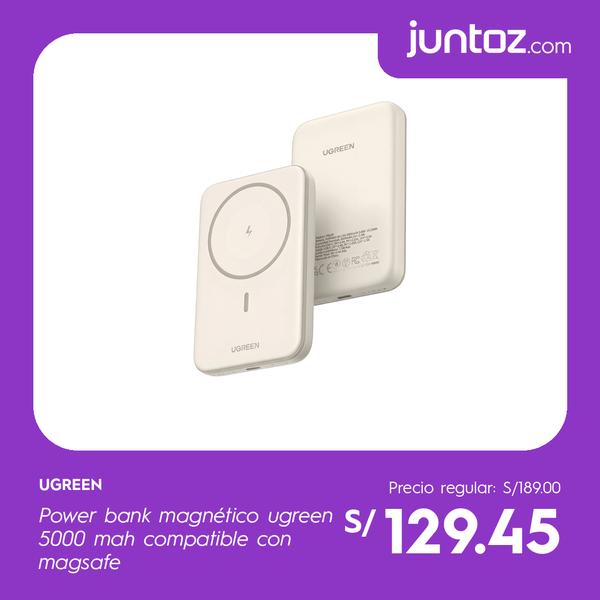 juntoz.com
UGREEN
UGREEN
UGREEN
Precio regular: S/189.00
Power bank magnético ugreen
5000 mah compatible con
magsafe
S/ 129.45